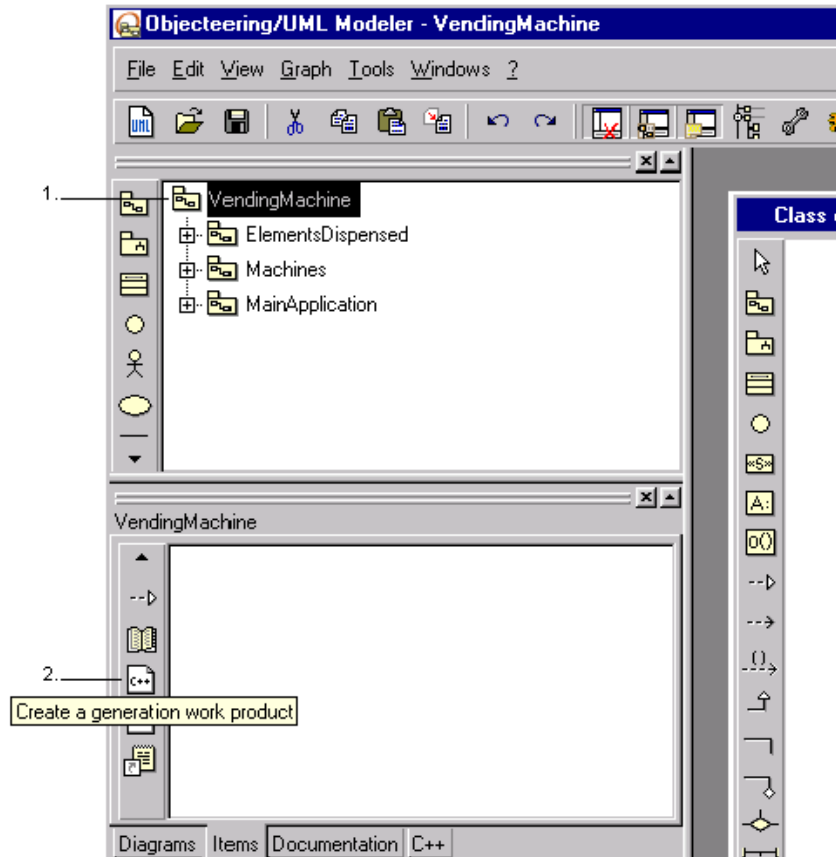 Objecteering/UML Modeler - VendingMachine
File Edit View Graph Tools Windows ?
UML
1.
VendingMachine
ElementsDispensed
Machines
MainApplication
Class
«S»
A:
o()
()
VendingMachine
2.
C++
Create a generation work product
Diagrams Items Documentation C++